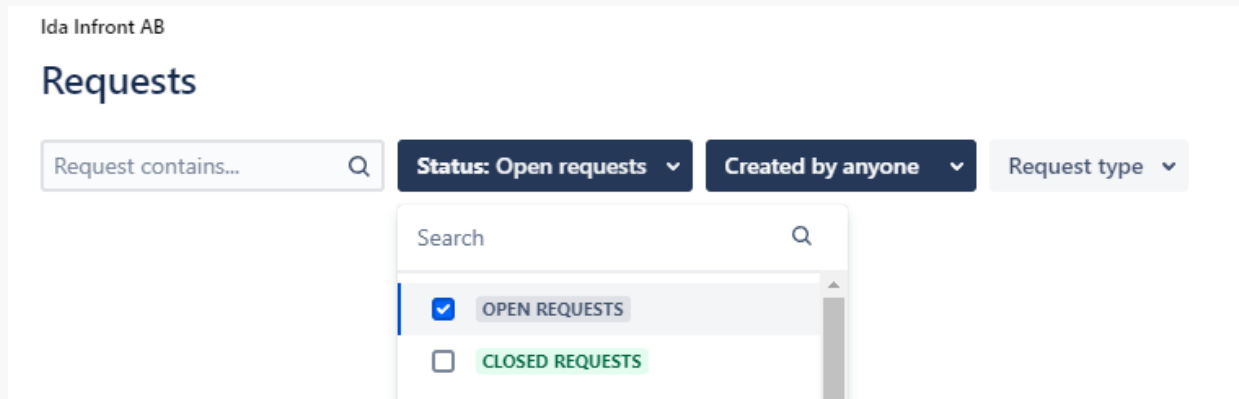 Ida Infront AB
Requests
Request contains... Status: Open requests Created by anyone Request type
Search
OPEN REQUESTS
CLOSED REQUESTS